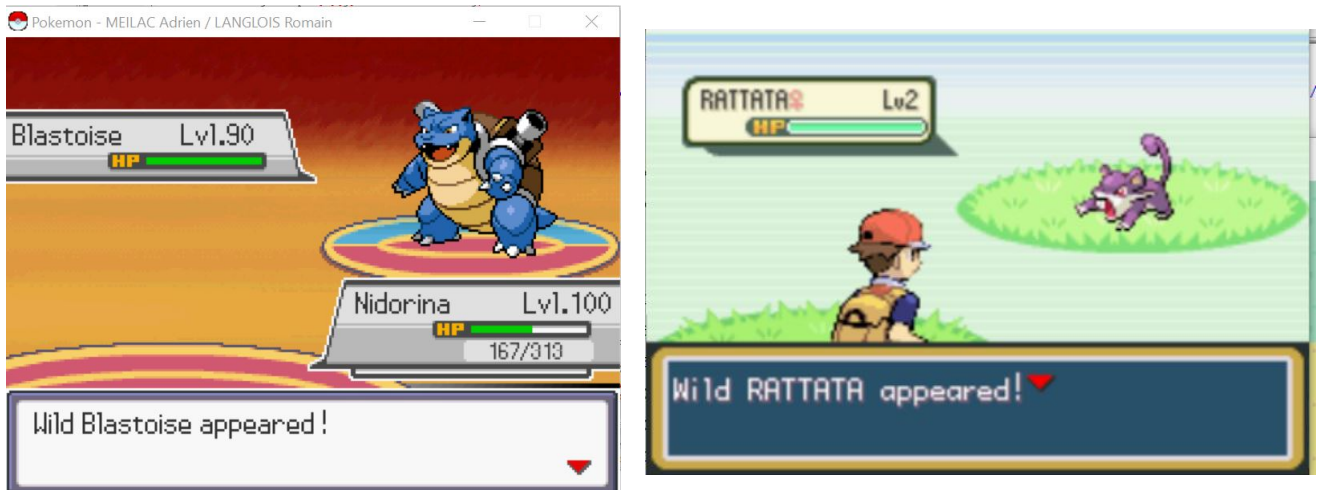 Pokemon - MEILAC Adrien / LANGLOIS Romain
Blastoise Lvl.90
HP
Nidorina Lvl.100
HP
167/313
Wild Blastoise appeared!
RATTATA♀ Lv2
HP
Wild RATTATA appeared!